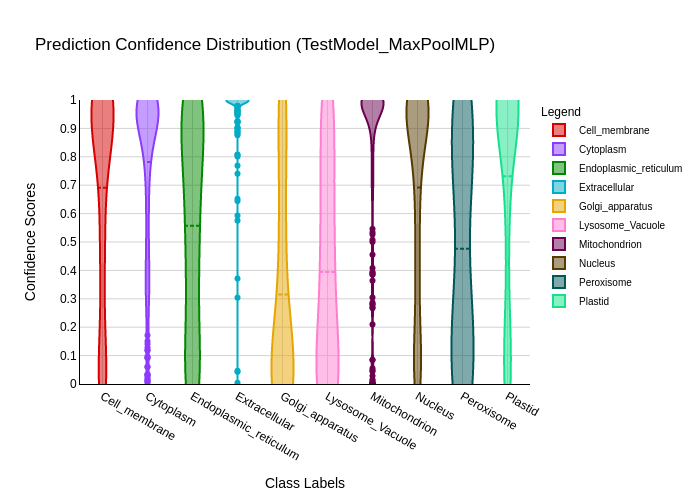 Prediction Confidence Distribution (TestModel_MaxPoolMLP)
Legend
Cell_membrane
Cytoplasm
Endoplasmic_reticulum
Extracellular
Golgi_apparatus
Lysosome_Vacuole
Mitochondrion
Nucleus
Peroxisome
Plastid
Confidence Scores
1
0.9
0.8
0.7
0.6
0.5
0.4
0.3
0.2
0.1
0
Cell_membrane
Cytoplasm
Endoplasmic_reticulum
Extracellular
Golgi_apparatus
Lysosome_Vacuole
Mitochondrion
Nucleus
Peroxisome
Plastid
Class Labels